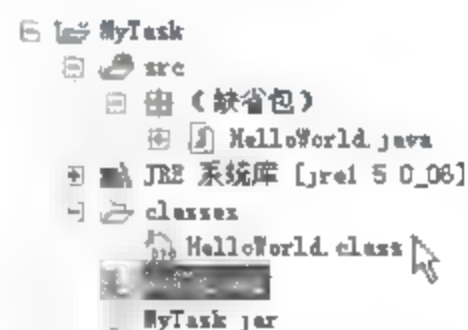 MyTask
src
(缺省包)
HelloWorld.java
JRE 系统库 [jre1 5 0_06]
classes
HelloWorld.class
MyTask jar